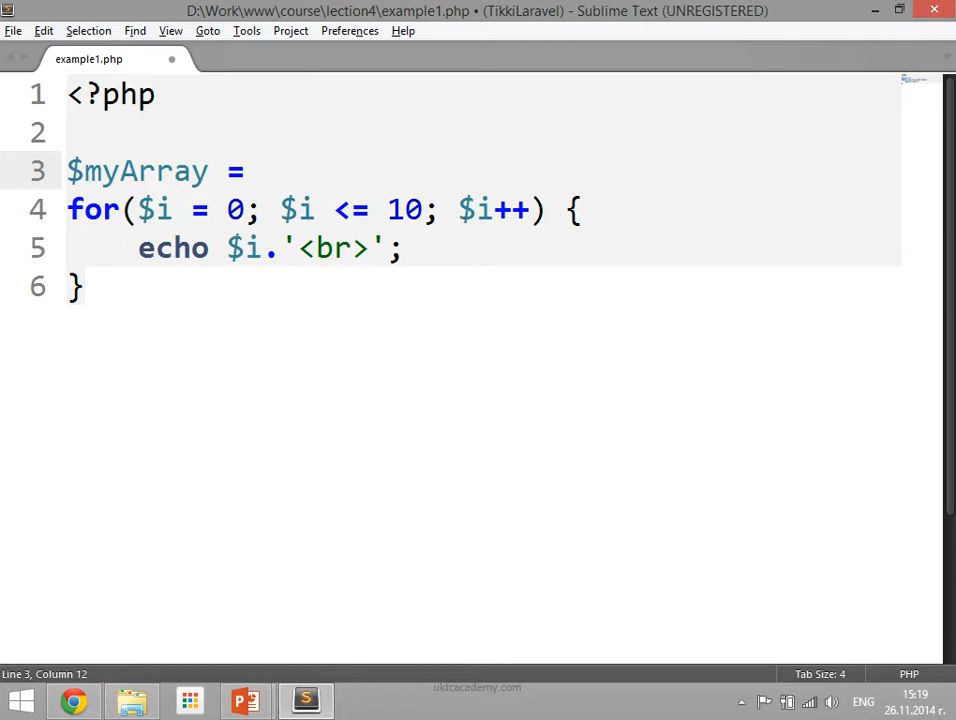 D:\Work\www\course\lection4\example1.php • (TikkiLaravel) - Sublime Text (UNREGISTERED)
File Edit Selection Find View Goto Tools Project Preferences Help
example1.php
1 <?php
2
3 $myArray =
4 for($i = 0; $i <= 10; $i++) {
5     echo $i.'<br>';
6 }
Line 3, Column 12 Tab Size: 4 PHP
uktcacademy.com
ENG
15:19
26.11.2014 г.